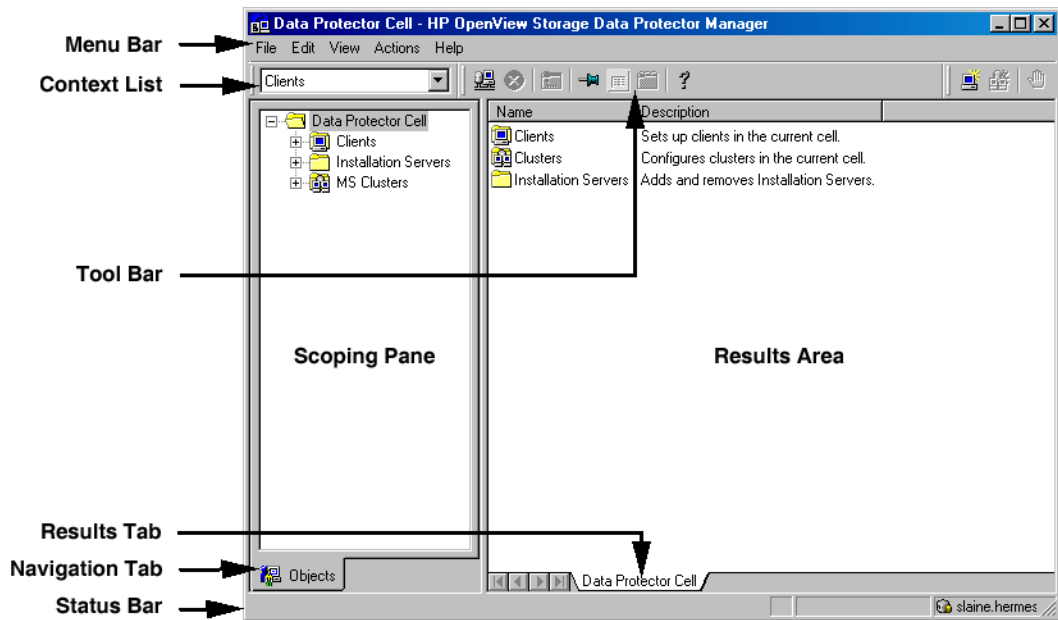 Data Protector Cell - HP OpenView Storage Data Protector Manager
Menu Bar
File Edit View Actions Help
Context List
Clients
?
Name Description
Data Protector Cell
Clients
Installation Servers
MS Clusters
Clients Sets up clients in the current cell.
Clusters Configures clusters in the current cell.
Installation Servers Adds and removes Installation Servers.
Tool Bar
Scoping Pane
Results Area
Results Tab
Navigation Tab
Objects
Data Protector Cell
Status Bar
slaine.hermes